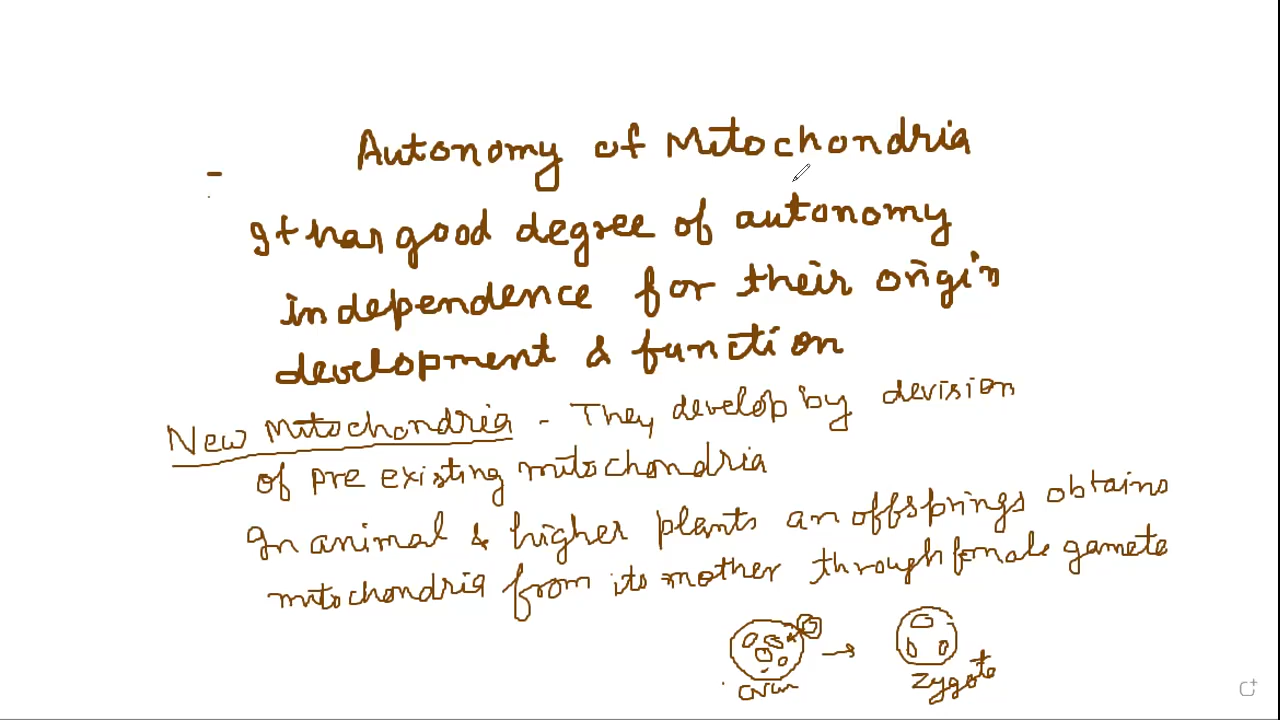 Autonomy of Mitochondria
It has good degree of autonomy
independence for their origin
development & function
New Mitochondria - They develop by devision
of pre existing mitochondria
In animal & higher plants an offsprings obtains
mitochondria from its mother through female gamete
Ovum → Zygote